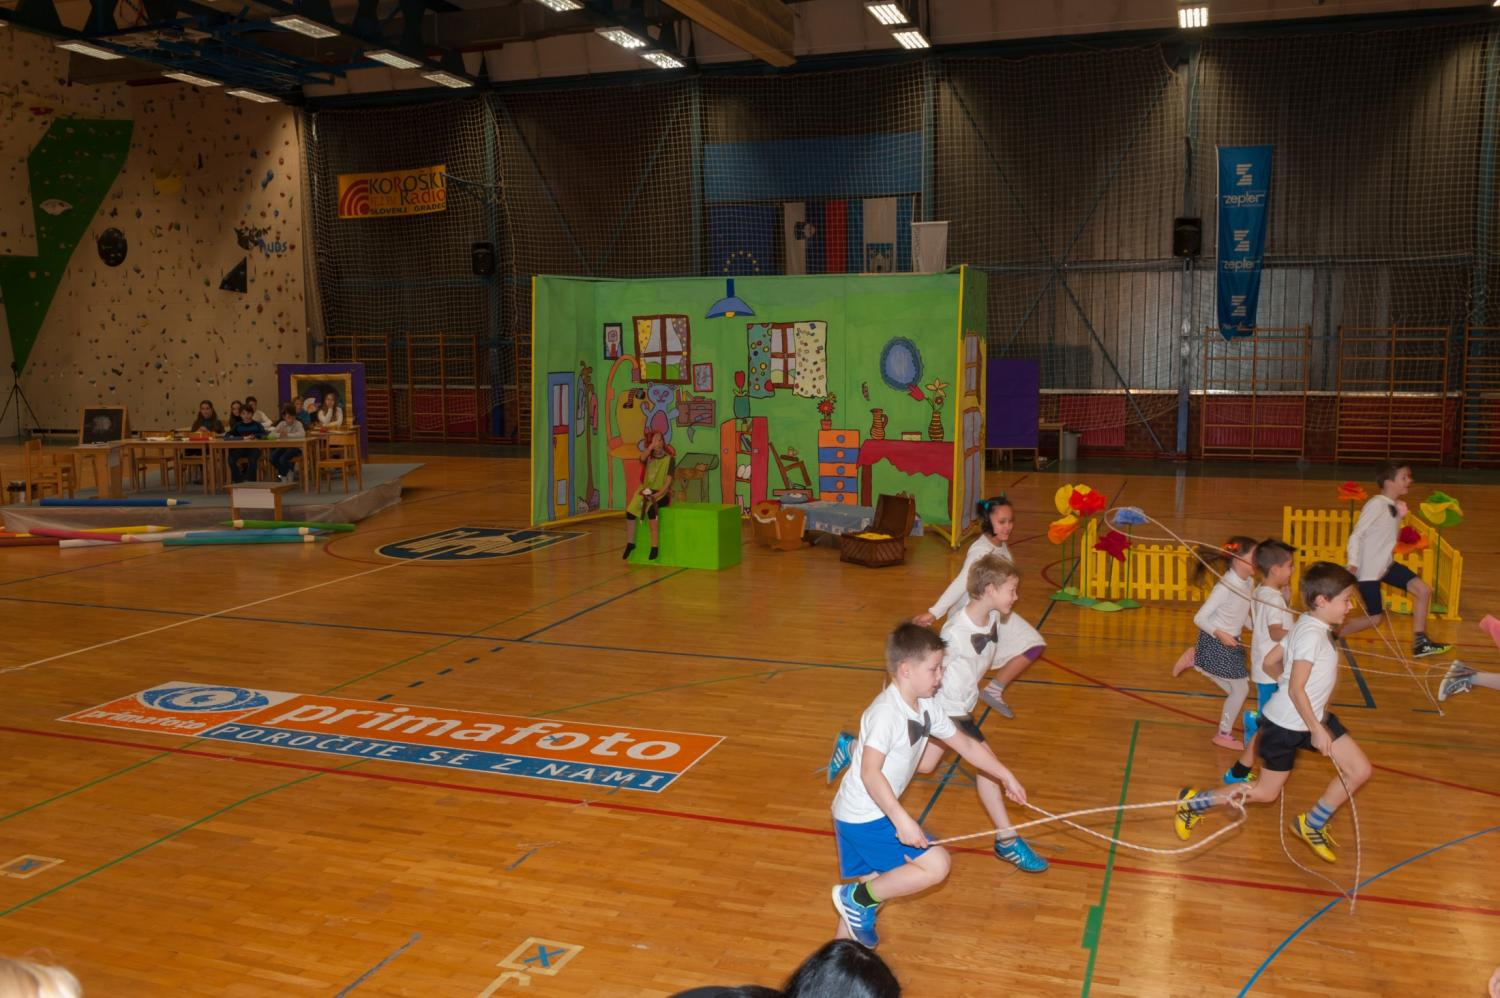 KOROŠKI
Radio
SLOVENJ GRADEC
zepter
zepter
primafoto
primafoto
POROČITE SE Z NAMI